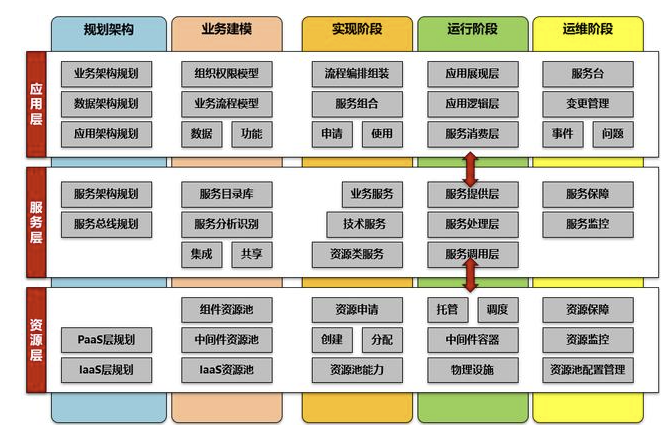 规划架构 业务建模 实现阶段 运行阶段 运维阶段
应用层
业务架构规划 组织权限模型 流程编排组装 应用展现层 服务台
数据架构规划 业务流程模型 服务组合 应用逻辑层 变更管理
应用架构规划 数据 功能 申请 使用 服务消费层 事件 问题
服务层
服务架构规划 服务目录库 业务服务 服务提供层 服务保障
服务总线规划 服务分析识别 技术服务 服务处理层 服务监控
集成 共享 资源类服务 服务调用层
资源层
组件资源池 资源申请 托管 调度 资源保障
PaaS层规划 中间件资源池 创建 分配 中间件容器 资源监控
IaaS层规划 IaaS资源池 资源池能力 物理设施 资源池配置管理